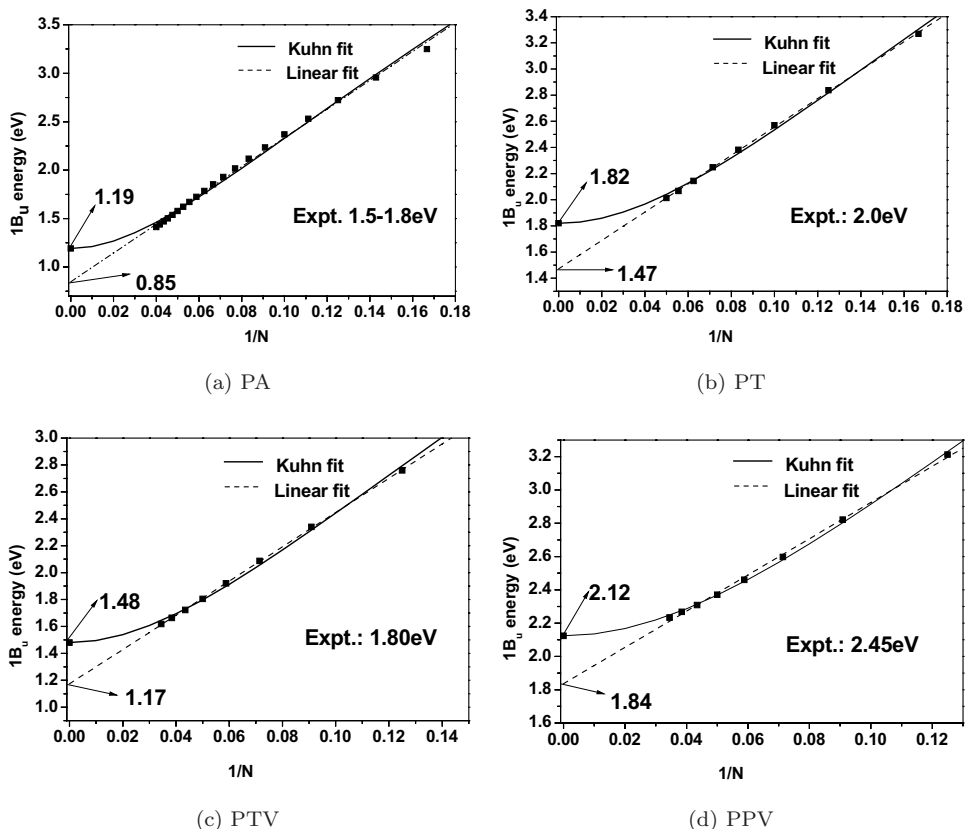 3.5
3.0
2.5
2.0
1.5
1.0
0.00 0.02 0.04 0.06 0.08 0.10 0.12 0.14 0.16 0.18
1B_u energy (eV)
1/N
Kuhn fit
Linear fit
1.19
0.85
Expt. 1.5-1.8eV
(a) PA
3.4
3.2
3.0
2.8
2.6
2.4
2.2
2.0
1.8
1.6
1.4
0.00 0.02 0.04 0.06 0.08 0.10 0.12 0.14 0.16 0.18
1B_u energy (eV)
1/N
Kuhn fit
Linear fit
1.82
1.47
Expt.: 2.0eV
(b) PT
3.0
2.8
2.6
2.4
2.2
2.0
1.8
1.6
1.4
1.2
1.0
0.00 0.02 0.04 0.06 0.08 0.10 0.12 0.14
1B_u energy (eV)
1/N
Kuhn fit
Linear fit
1.48
1.17
Expt.: 1.80eV
(c) PTV
3.2
3.0
2.8
2.6
2.4
2.2
2.0
1.8
1.6
0.00 0.02 0.04 0.06 0.08 0.10 0.12
1B_u energy (eV)
1/N
Kuhn fit
Linear fit
2.12
1.84
Expt.: 2.45eV
(d) PPV